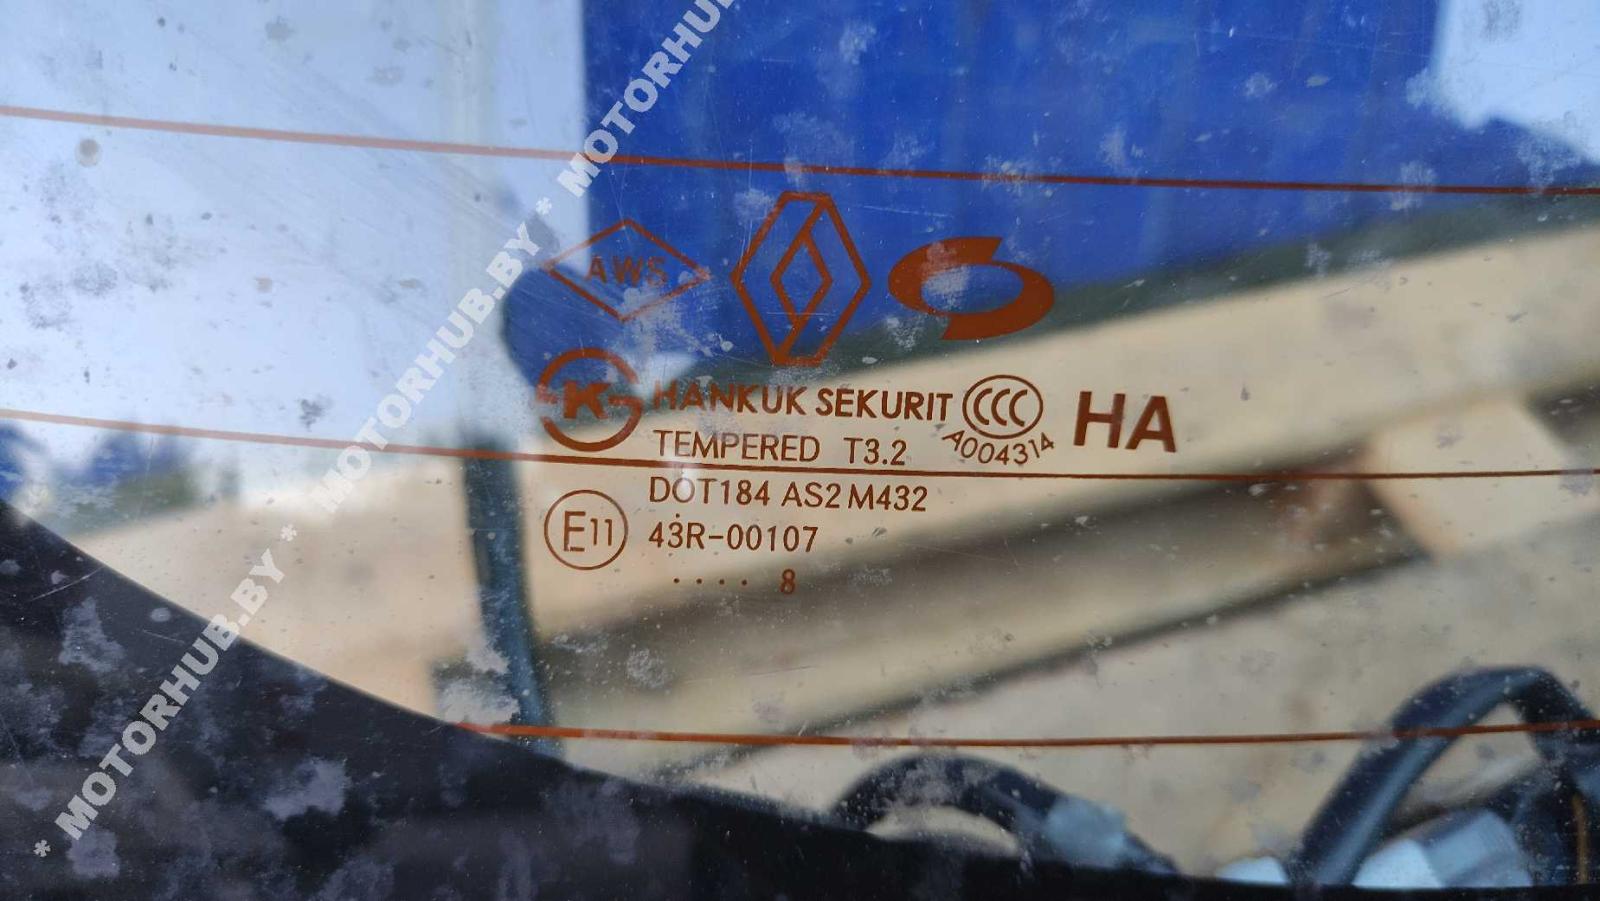 AWS
K
HANKUK SEKURIT CCC HA
TEMPERED T3.2 A004314
DOT184 AS2 M432
E11 43R-00107
.... 8
* MOTORHUB.BY * MOTORHUB.BY * MOTORHUB